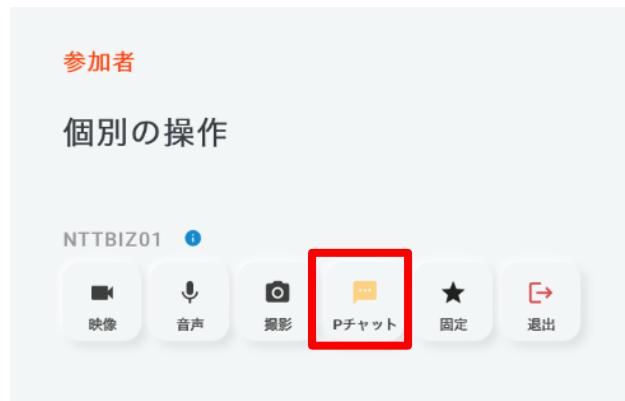 参加者
個別の操作
NTTBIZ01
映像 音声 撮影 Pチャット 固定 退出